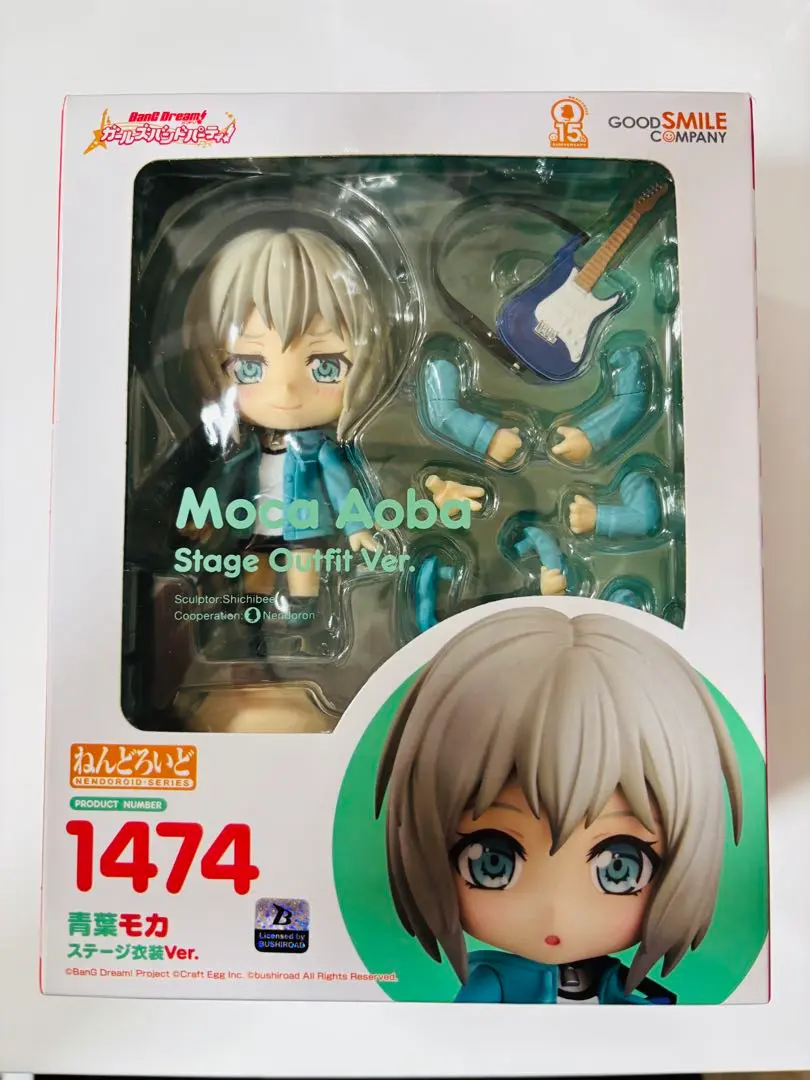 BanG Dream!
ガールズバンドパーティ!
15
ANNIVERSARY
GOOD SMILE
COMPANY
Moca Aoba
Stage Outfit Ver.
Sculptor:Shichibee
Cooperation: Nendoron
ねんどろいど
NENDOROID·SERIES
PRODUCT NUMBER
1474
青葉モカ
ステージ衣装Ver.
B
Licensed by
BUSHIROAD
©BanG Dream! Project ©Craft Egg Inc. ©bushiroad All Rights Reserved.